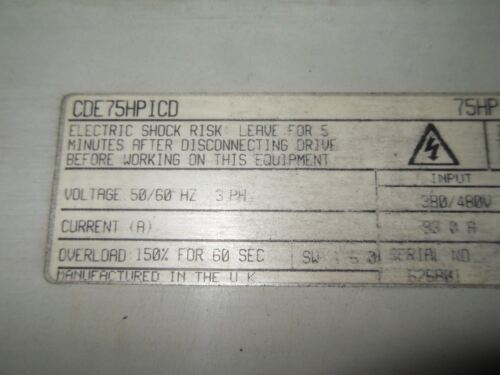 CDE75HPICD 75HP
ELECTRIC SHOCK RISK: LEAVE FOR 5
MINUTES AFTER DISCONNECTING DRIVE
BEFORE WORKING ON THIS EQUIPMENT
INPUT
VOLTAGE 50/60 HZ 3 PH 380/480V
CURRENT (A) A
OVERLOAD 150% FOR 60 SEC SW SERIAL NO
MANUFACTURED IN THE U K